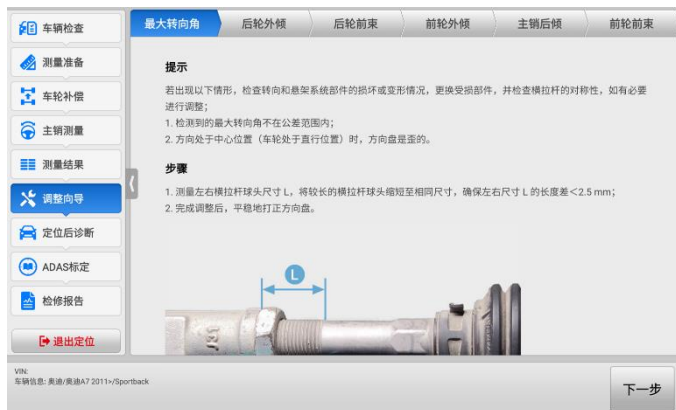 车辆检查
测量准备
车轮补偿
主销测量
测量结果
调整向导
定位后诊断
ADAS标定
检修报告
退出定位
最大转向角 后轮外倾 后轮前束 前轮外倾 主销后倾 前轮前束
提示
若出现以下情形，检查转向和悬架系统部件的损坏或变形情况，更换受损部件，并检查横拉杆的对称性，如有必要
进行调整；
1. 检测到的最大转向角不在公差范围内；
2. 方向处于中心位置（车轮处于直行位置）时，方向盘是歪的。
步骤
1. 测量左右横拉杆球头尺寸 L，将较长的横拉杆球头缩短至相同尺寸，确保左右尺寸 L 的长度差＜2.5 mm；
2. 完成调整后，平稳地打正方向盘。
L
VIN:
车辆信息: 奥迪/奥迪A7 2011>/Sportback
下一步